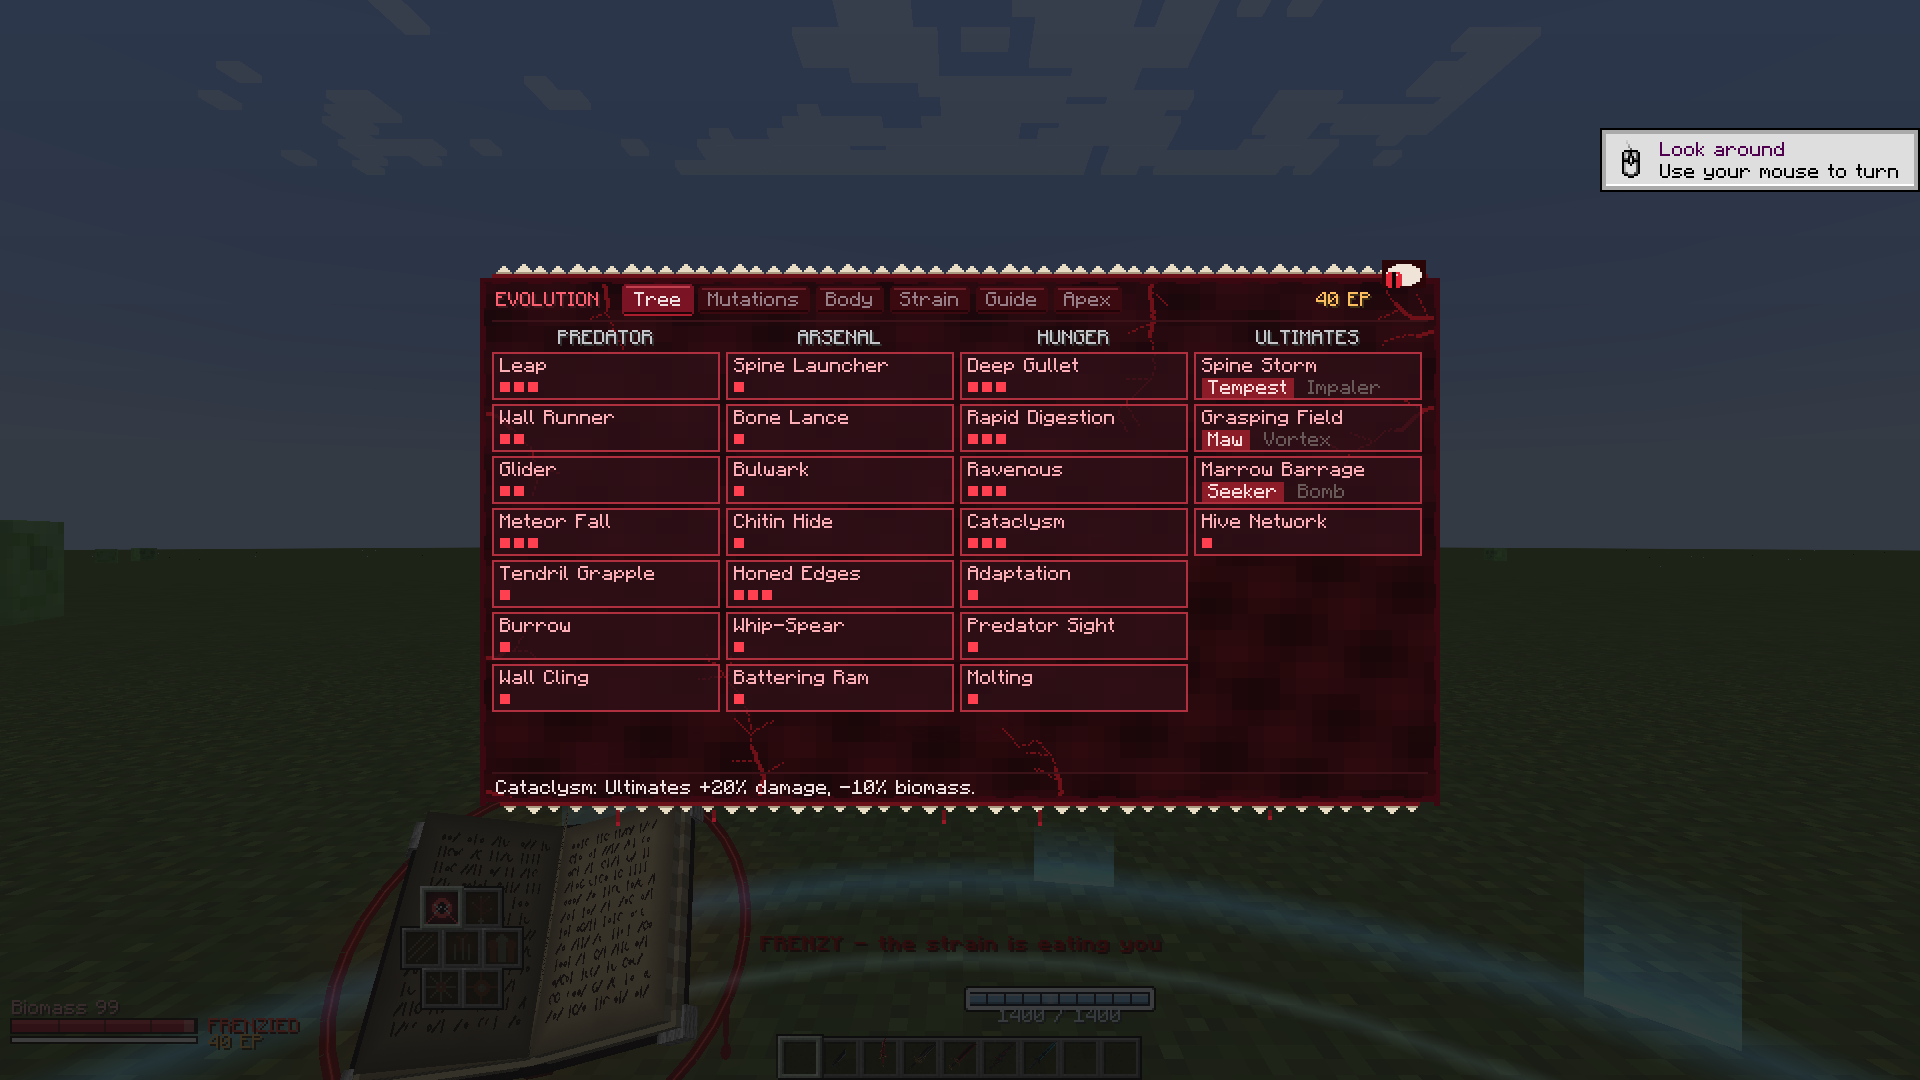 Look around
Use your mouse to turn
EVOLUTION Tree Mutations Body Strain Guide Apex 40 EP
PREDATOR ARSENAL HUNGER ULTIMATES
Leap Spine Launcher Deep Gullet Spine Storm
Tempest Impaler
Wall Runner Bone Lance Rapid Digestion Grasping Field
Maw Vortex
Glider Bulwark Ravenous Marrow Barrage
Seeker Bomb
Meteor Fall Chitin Hide Cataclysm Hive Network
Tendril Grapple Honed Edges Adaptation
Burrow Whip-Spear Predator Sight
Wall Cling Battering Ram Molting
Cataclysm: Ultimates +20% damage, -10% biomass.
FRENZY - the strain is eating you
Biomass 99
FRENZIED
40 EP
1400 / 1400